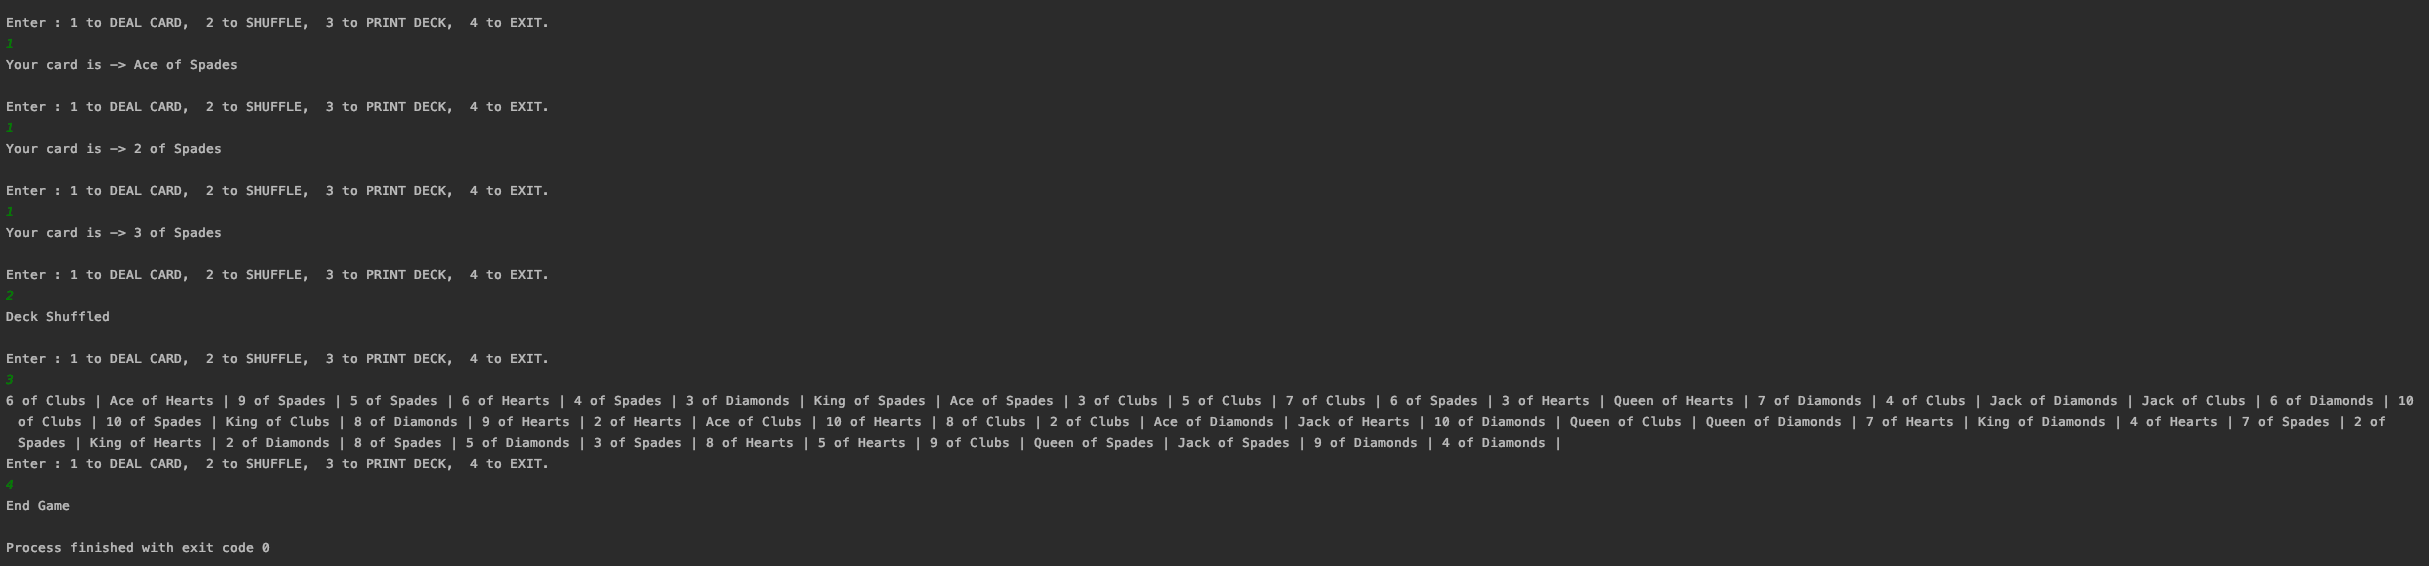 Enter : 1 to DEAL CARD,  2 to SHUFFLE,  3 to PRINT DECK,  4 to EXIT.
1
Your card is —> Ace of Spades
Enter : 1 to DEAL CARD,  2 to SHUFFLE,  3 to PRINT DECK,  4 to EXIT.
1
Your card is —> 2 of Spades
Enter : 1 to DEAL CARD,  2 to SHUFFLE,  3 to PRINT DECK,  4 to EXIT.
1
Your card is —> 3 of Spades
Enter : 1 to DEAL CARD,  2 to SHUFFLE,  3 to PRINT DECK,  4 to EXIT.
2
Deck Shuffled
Enter : 1 to DEAL CARD,  2 to SHUFFLE,  3 to PRINT DECK,  4 to EXIT.
3
6 of Clubs | Ace of Hearts | 9 of Spades | 5 of Spades | 6 of Hearts | 4 of Spades | 3 of Diamonds | King of Spades | Ace of Spades | 3 of Clubs | 5 of Clubs | 7 of Clubs | 6 of Spades | 3 of Hearts | Queen of Hearts | 7 of Diamonds | 4 of Clubs | Jack of Diamonds | Jack of Clubs | 6 of Diamonds | 10
of Clubs | 10 of Spades | King of Clubs | 8 of Diamonds | 9 of Hearts | 2 of Hearts | Ace of Clubs | 10 of Hearts | 8 of Clubs | 2 of Clubs | Ace of Diamonds | Jack of Hearts | 10 of Diamonds | Queen of Clubs | Queen of Diamonds | 7 of Hearts | King of Diamonds | 4 of Hearts | 7 of Spades | 2 of
Spades | King of Hearts | 2 of Diamonds | 8 of Spades | 5 of Diamonds | 3 of Spades | 8 of Hearts | 5 of Hearts | 9 of Clubs | Queen of Spades | Jack of Spades | 9 of Diamonds | 4 of Diamonds |
Enter : 1 to DEAL CARD,  2 to SHUFFLE,  3 to PRINT DECK,  4 to EXIT.
4
End Game
Process finished with exit code 0